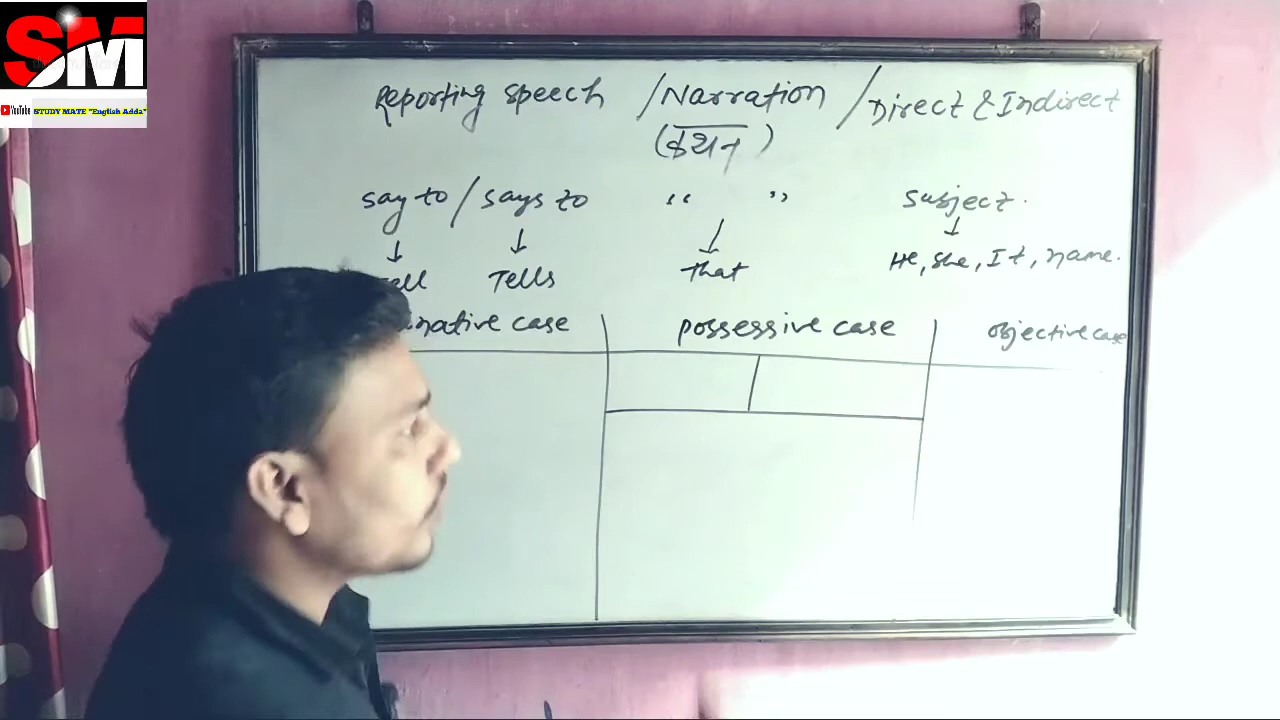 SM
YouTube STUDY MATE "English Adda"
Reporting speech / Narration / Direct & Indirect
(कथन)
say to / says to " " Subject.
Tells That He, She, It, name.
possessive case objective case
case